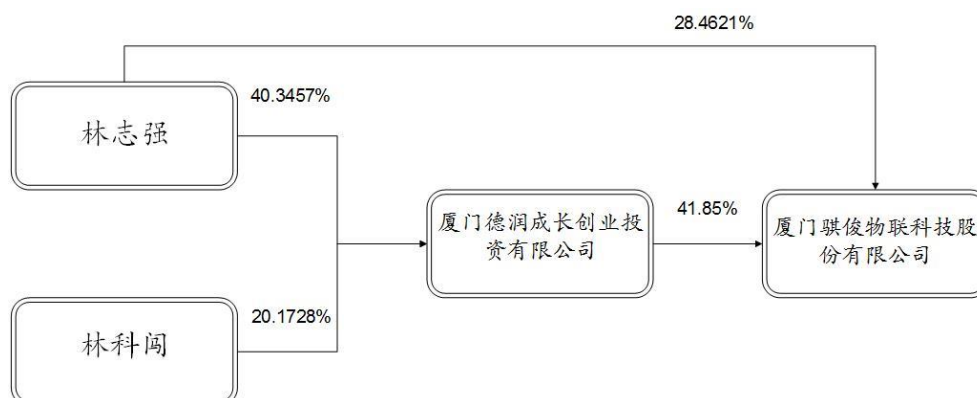 28.4621%
40.3457%
林志强
厦门德润成长创业投
资有限公司
41.85%
厦门骐俊物联科技股
份有限公司
20.1728%
林科闯